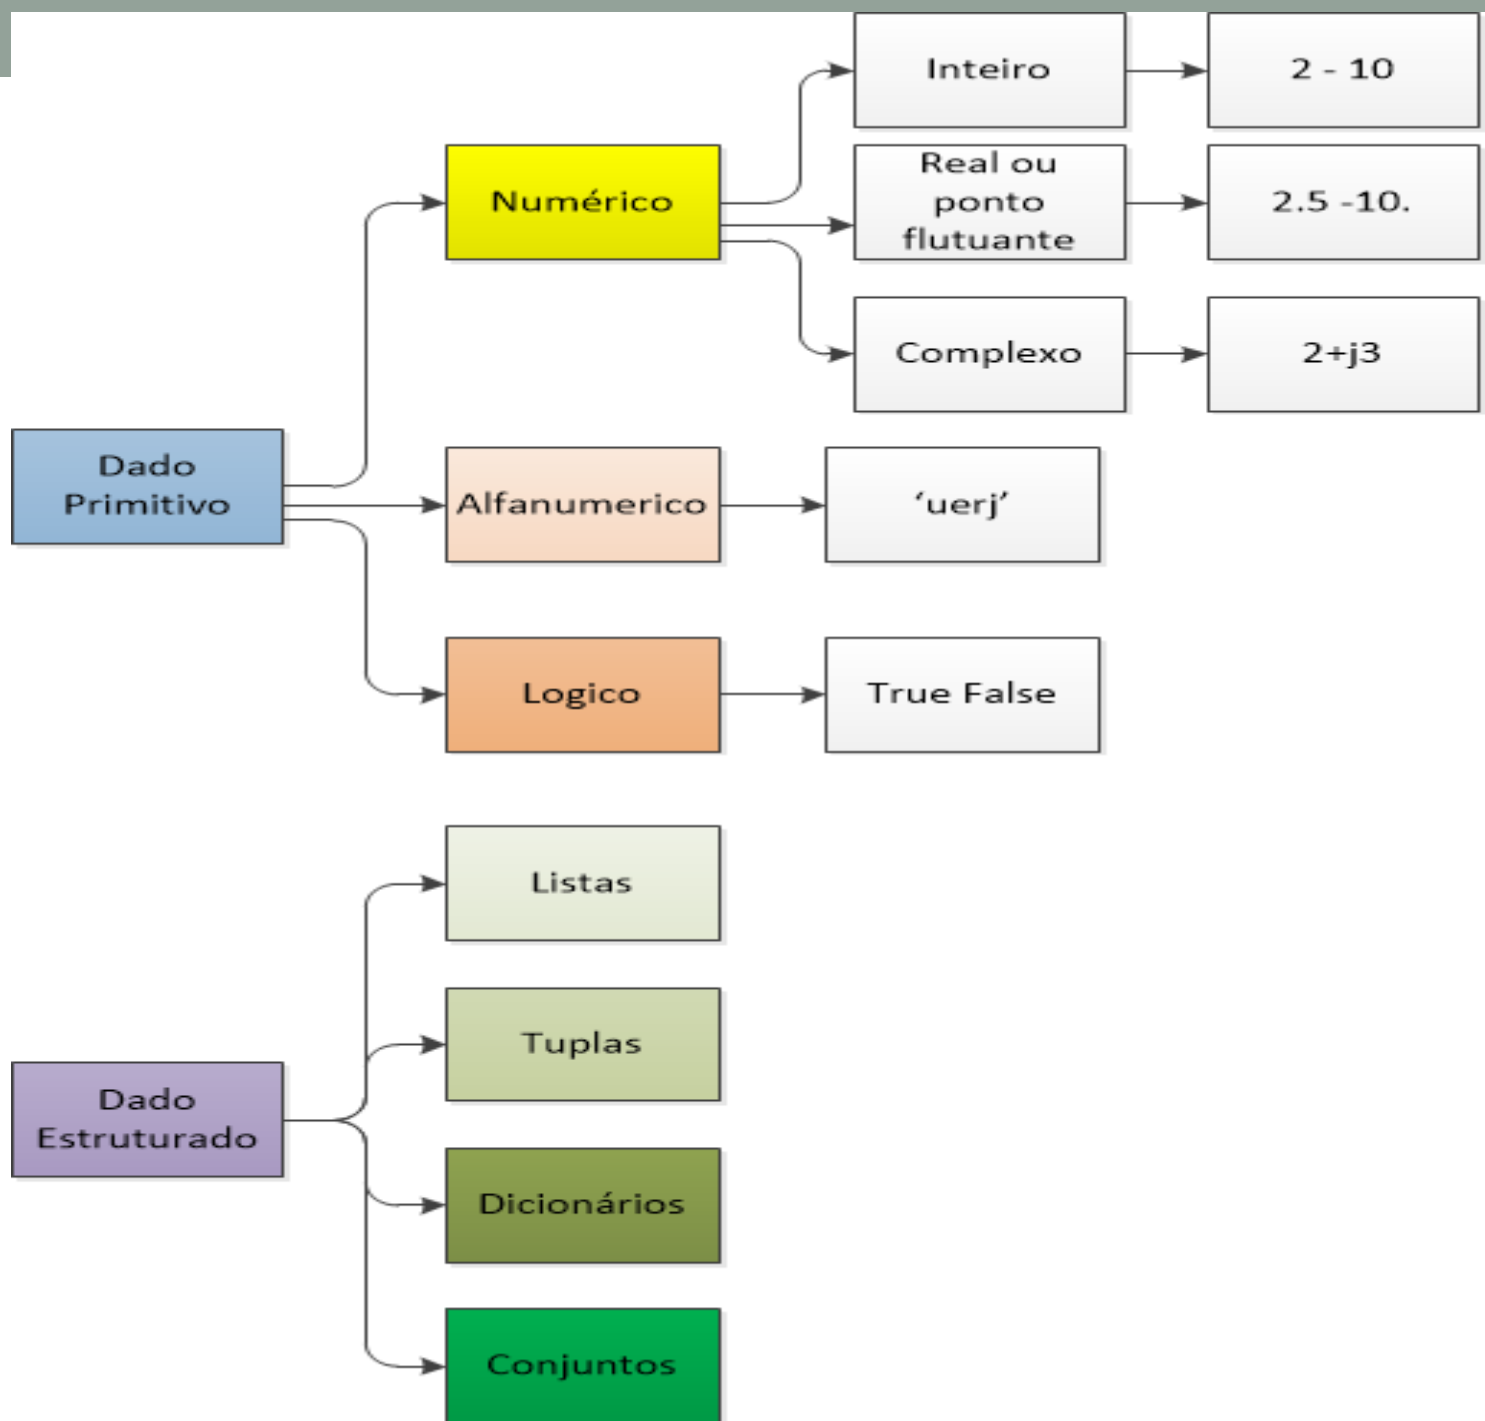 Inteiro
2 - 10
Numérico
Real ou
ponto
flutuante
2.5 -10.
Complexo
2+j3
Dado
Primitivo
Alfanumerico
‘uerj’
Logico
True False
Listas
Tuplas
Dado
Estruturado
Dicionários
Conjuntos